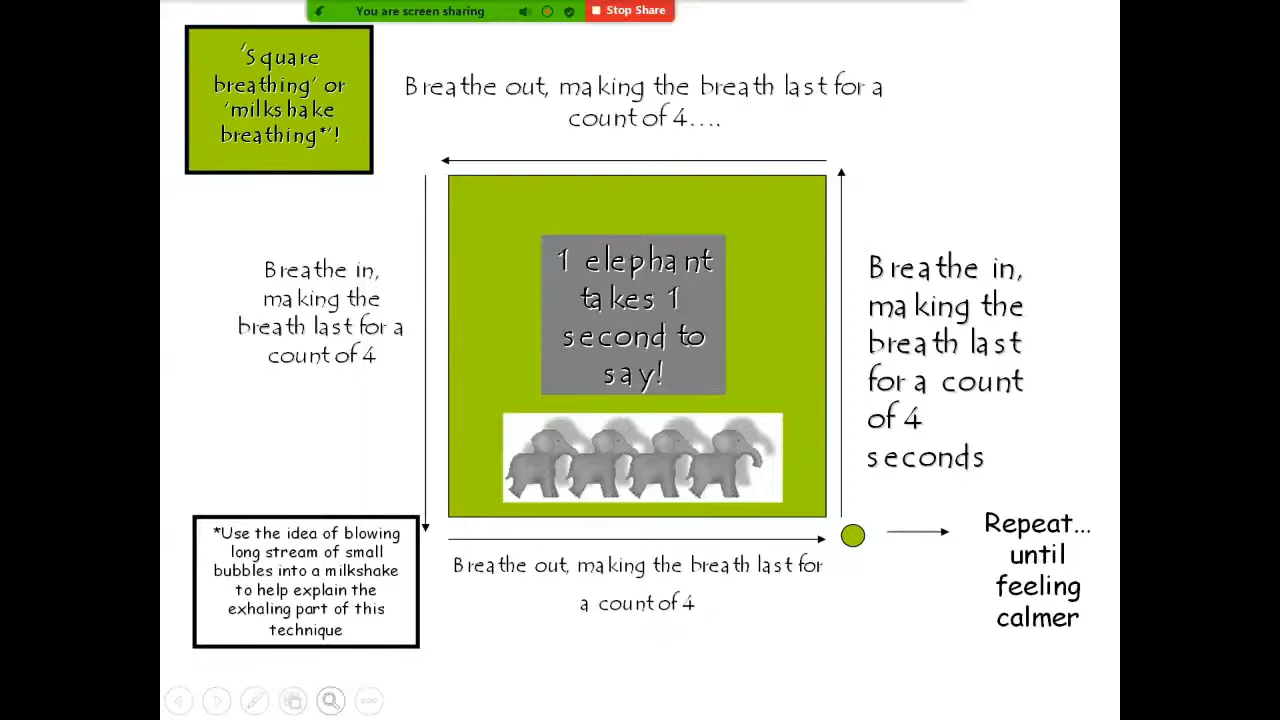 You are screen sharing
Stop Share
'Square
breathing' or
'milkshake
breathing*'!
Breathe out, making the breath last for a
count of 4....
1 elephant
takes 1
second to
say!
Breathe in,
making the
breath last for a
count of 4
Breathe in,
making the
breath last
for a count
of 4
seconds
*Use the idea of blowing
long stream of small
bubbles into a milkshake
to help explain the
exhaling part of this
technique
Breathe out, making the breath last for
a count of 4
Repeat...
until
feeling
calmer